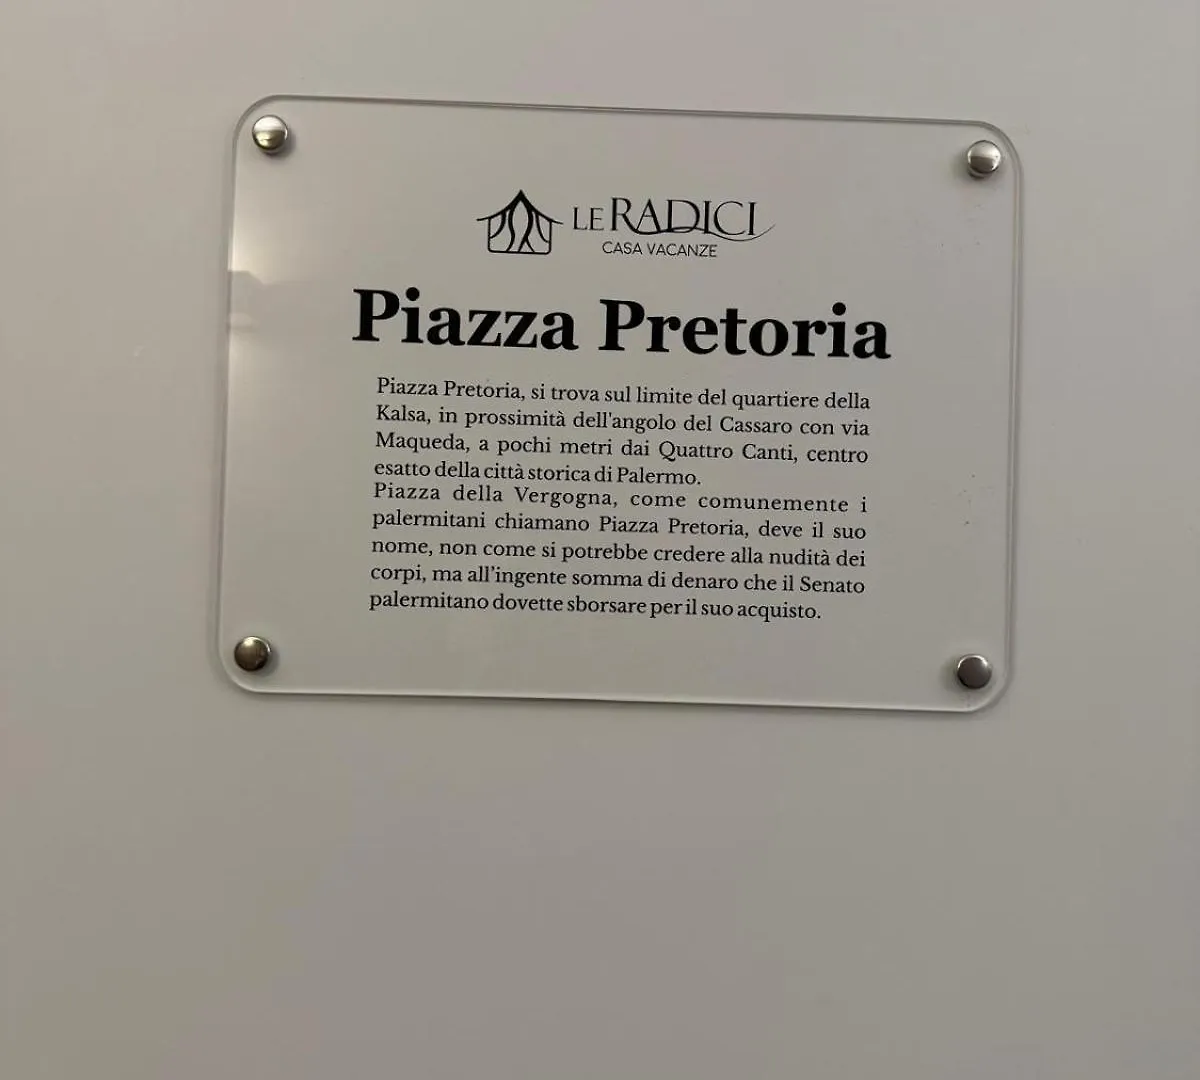 LE RADICI
CASA VACANZE
Piazza Pretoria
Piazza Pretoria, si trova sul limite del quartiere della
Kalsa, in prossimità dell'angolo del Cassaro con via
Maqueda, a pochi metri dai Quattro Canti, centro
esatto della città storica di Palermo.
Piazza della Vergogna, come comunemente i
palermitani chiamano Piazza Pretoria, deve il suo
nome, non come si potrebbe credere alla nudità dei
corpi, ma all’ingente somma di denaro che il Senato
palermitano dovette sborsare per il suo acquisto.